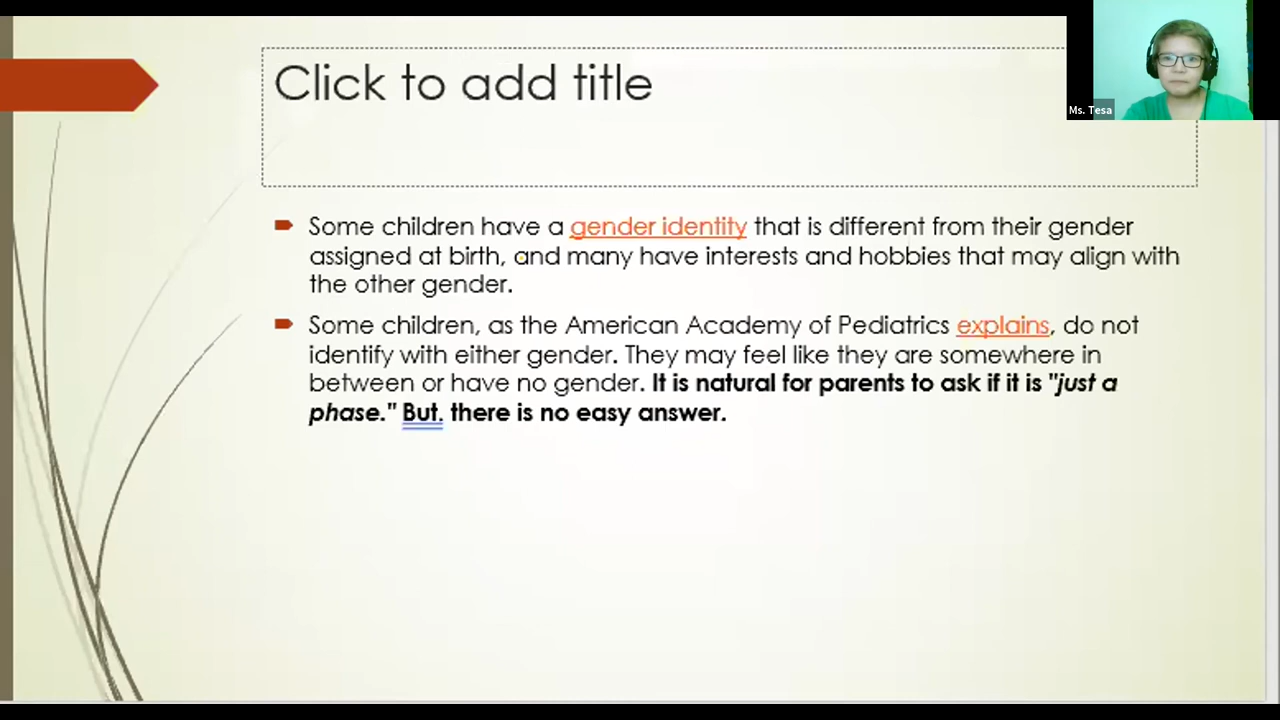 Click to add title
Ms. Tesa
Some children have a gender identity that is different from their gender
assigned at birth, and many have interests and hobbies that may align with
the other gender.
Some children, as the American Academy of Pediatrics explains, do not
identify with either gender. They may feel like they are somewhere in
between or have no gender. It is natural for parents to ask if it is "just a
phase." But. there is no easy answer.